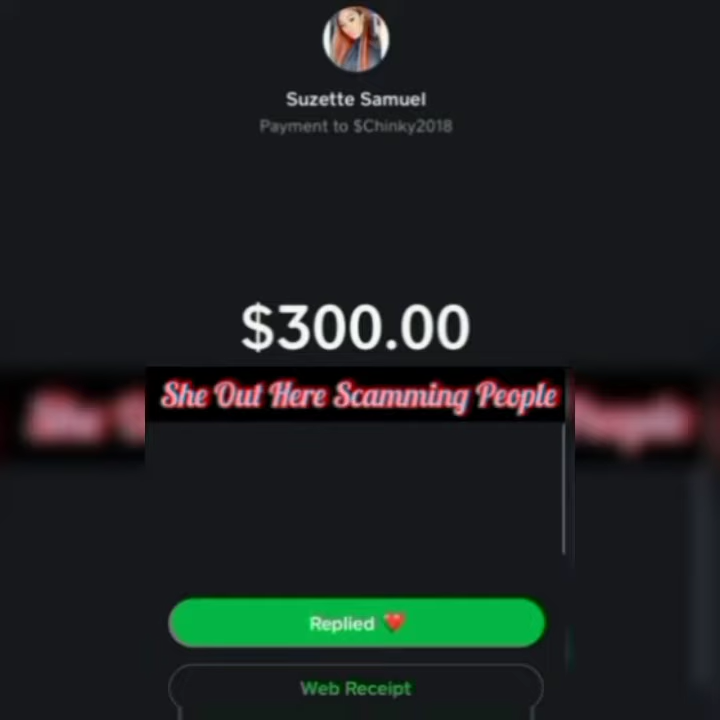 Suzette Samuel
Payment to $Chinky2018
$300.00
She Out Here Scamming People
Replied ❤️
Web Receipt